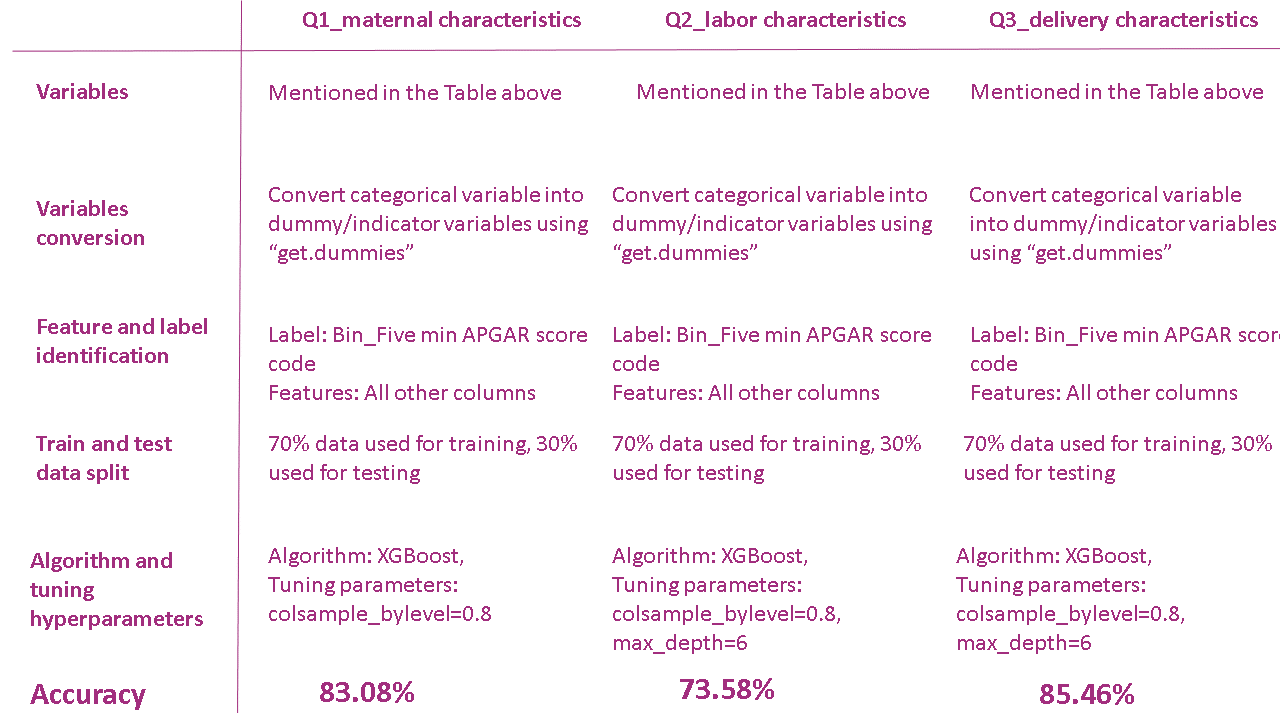 Q1_maternal characteristics
Q2_labor characteristics
Q3_delivery characteristics
Variables
Mentioned in the Table above
Mentioned in the Table above
Mentioned in the Table above
Variables
conversion
Convert categorical variable into
dummy/indicator variables using
“get.dummies”
Convert categorical variable into
dummy/indicator variables using
“get.dummies”
Convert categorical variable
into dummy/indicator variables
using “get.dummies”
Feature and label
identification
Label: Bin_Five min APGAR score
code
Features: All other columns
Label: Bin_Five min APGAR score
code
Features: All other columns
Label: Bin_Five min APGAR scor
code
Features: All other columns
Train and test
data split
70% data used for training, 30%
used for testing
70% data used for training, 30%
used for testing
70% data used for training, 30%
used for testing
Algorithm and
tuning
hyperparameters
Algorithm: XGBoost,
Tuning parameters:
colsample_bylevel=0.8
Algorithm: XGBoost,
Tuning parameters:
colsample_bylevel=0.8,
max_depth=6
Algorithm: XGBoost,
Tuning parameters:
colsample_bylevel=0.8,
max_depth=6
Accuracy
83.08%
73.58%
85.46%